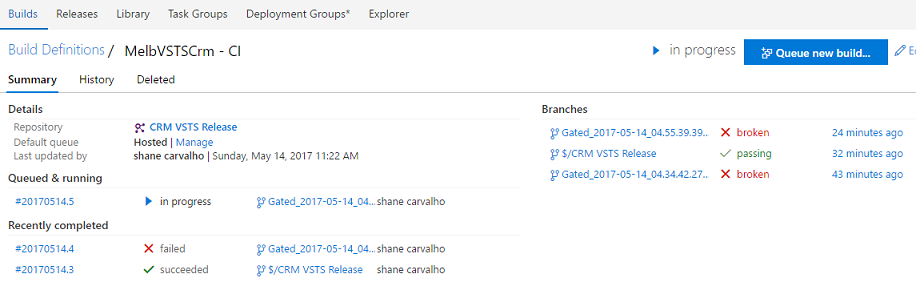 Builds Releases Library Task Groups Deployment Groups* Explorer
Build Definitions / MelbVSTSCrm - CI
in progress Queue new build...
Summary History Deleted
Details
Repository CRM VSTS Release
Default queue Hosted | Manage
Last updated by shane carvalho | Sunday, May 14, 2017 11:22 AM
Queued & running
#20170514.5 in progress Gated_2017-05-14_04... shane carvalho
Recently completed
#20170514.4 failed Gated_2017-05-14_04... shane carvalho
#20170514.3 succeeded $/CRM VSTS Release shane carvalho
Branches
Gated_2017-05-14_04.55.39.39... broken 24 minutes ago
$/CRM VSTS Release passing 32 minutes ago
Gated_2017-05-14_04.34.42.27... broken 43 minutes ago